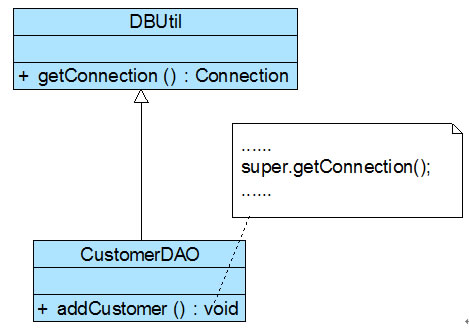 DBUtil
+ getConnection () : Connection
......
super.getConnection();
......
CustomerDAO
+ addCustomer () : void